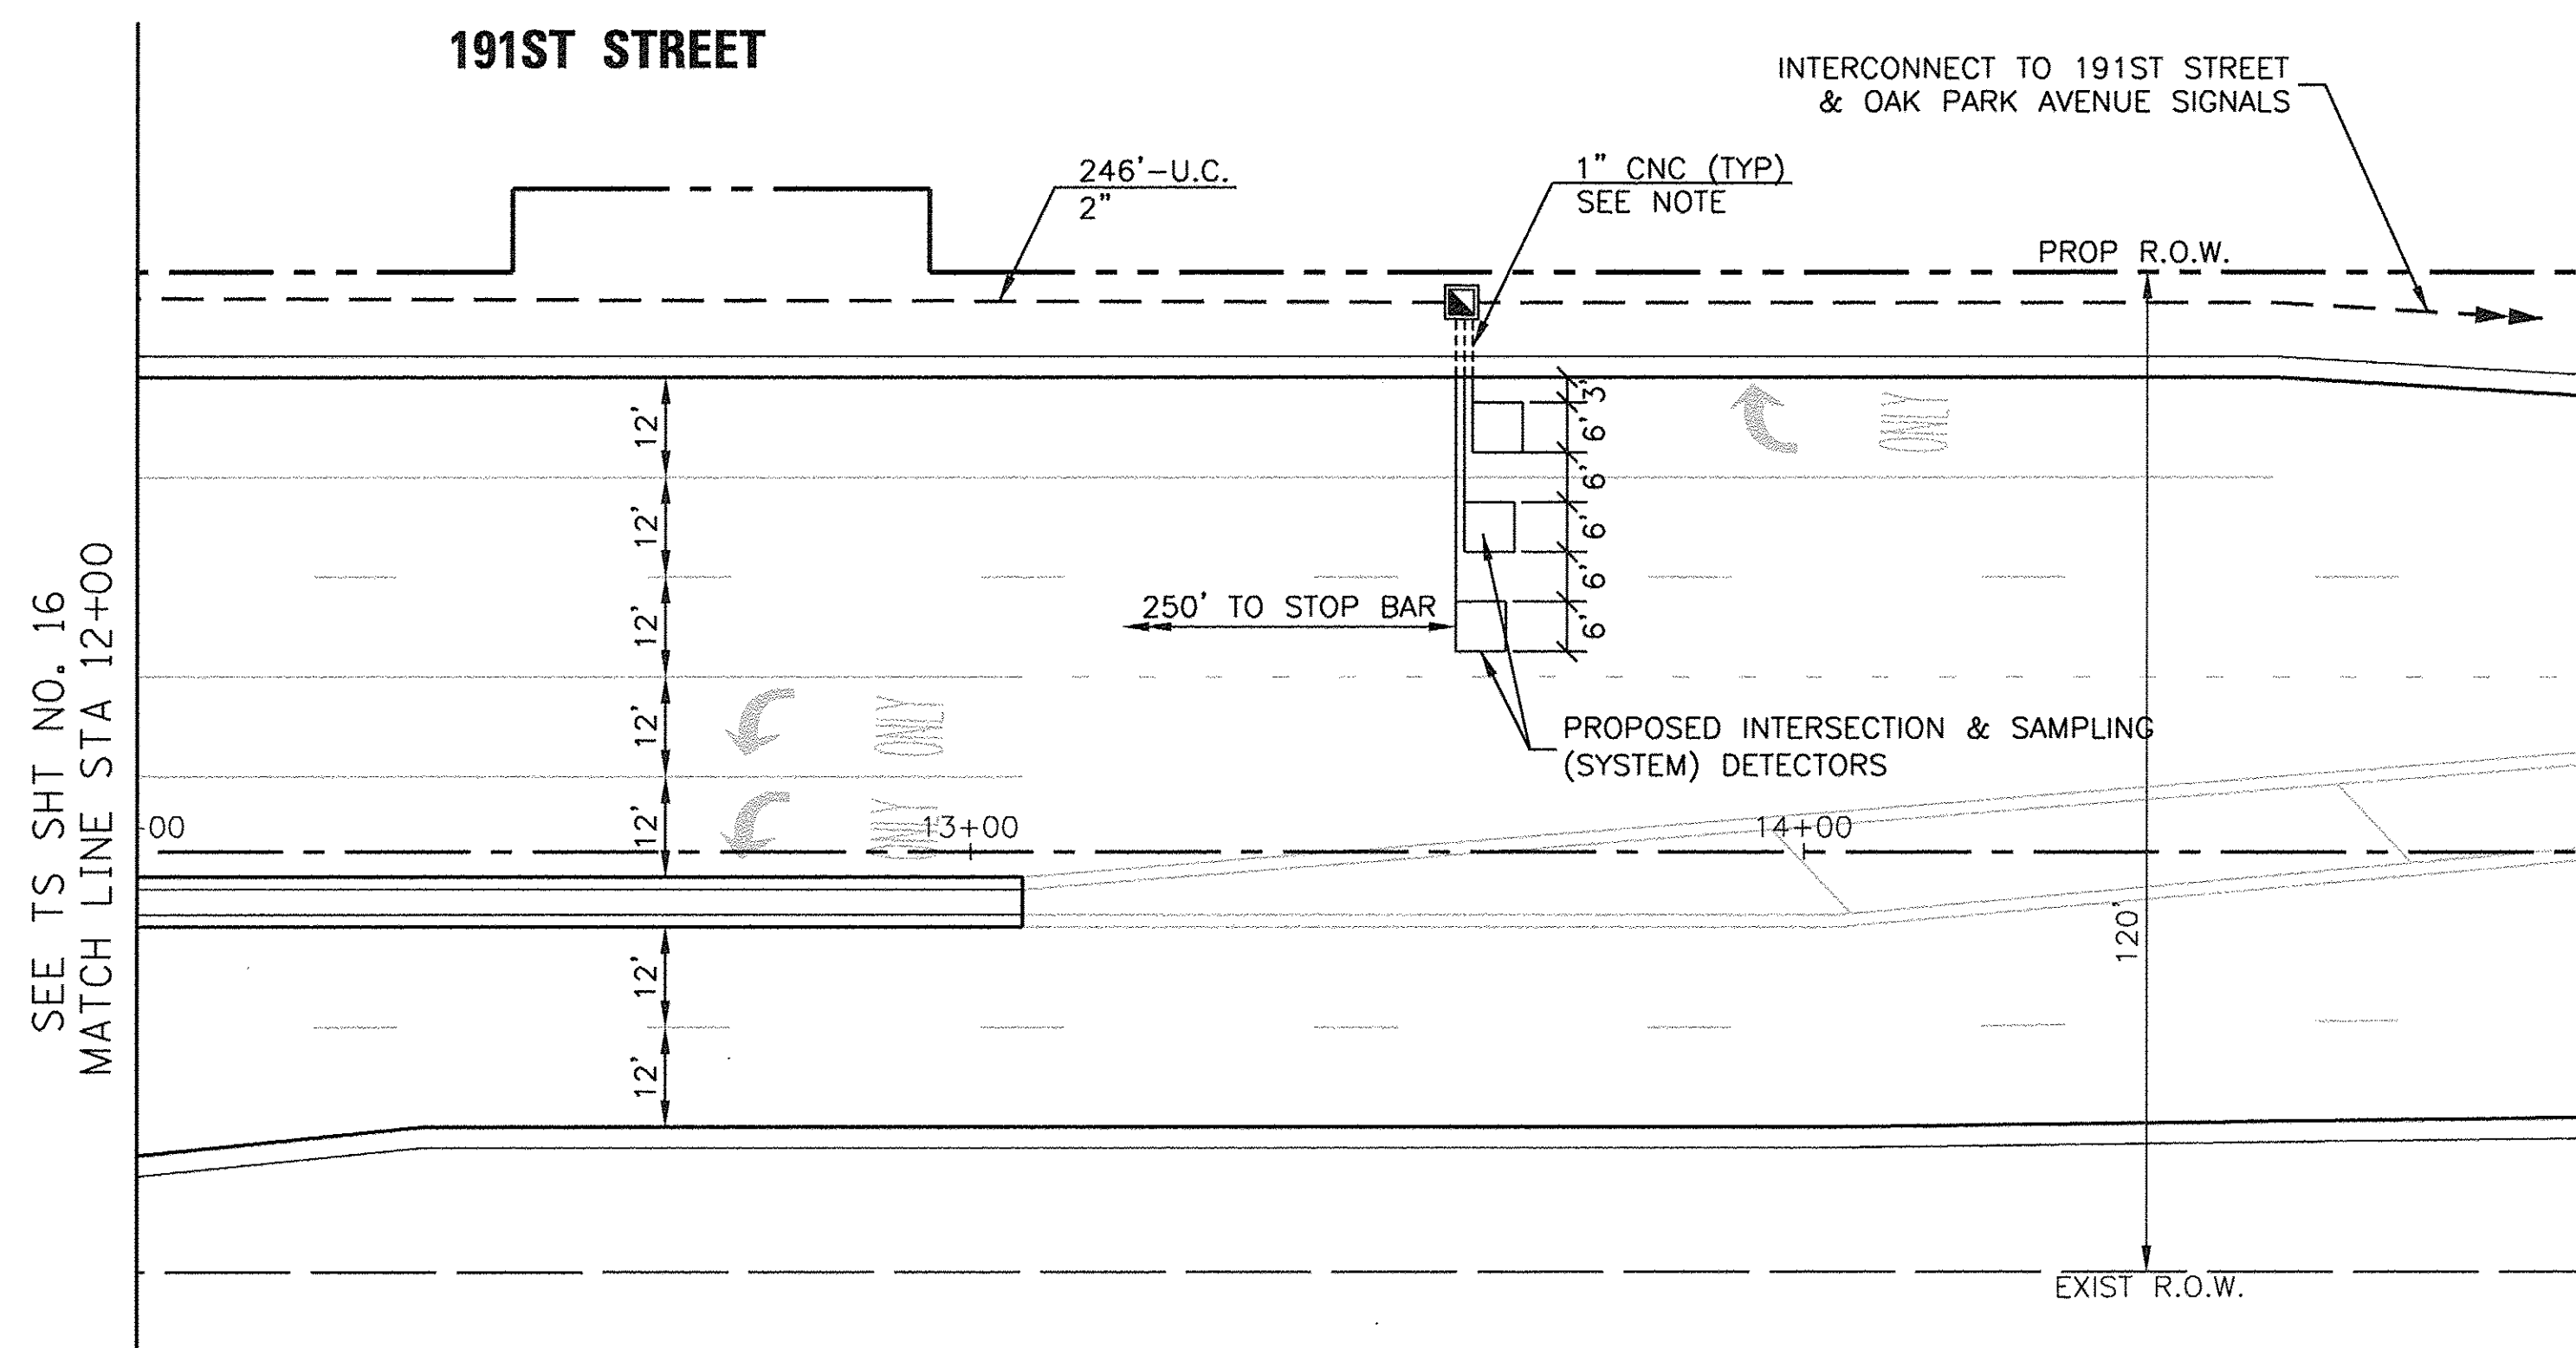 191ST STREET
INTERCONNECT TO 191ST STREET
& OAK PARK AVENUE SIGNALS
246'-U.C.
2"
1" CNC (TYP)
SEE NOTE
PROP R.O.W.
3'
6'
6'
6'
6'
6'
12'
12'
12'
12'
12'
12'
12'
ONLY
ONLY
ONLY
250' TO STOP BAR
PROPOSED INTERSECTION & SAMPLING
(SYSTEM) DETECTORS
SEE TS SHT NO. 16
MATCH LINE STA 12+00
+00
13+00
14+00
120'
EXIST R.O.W.